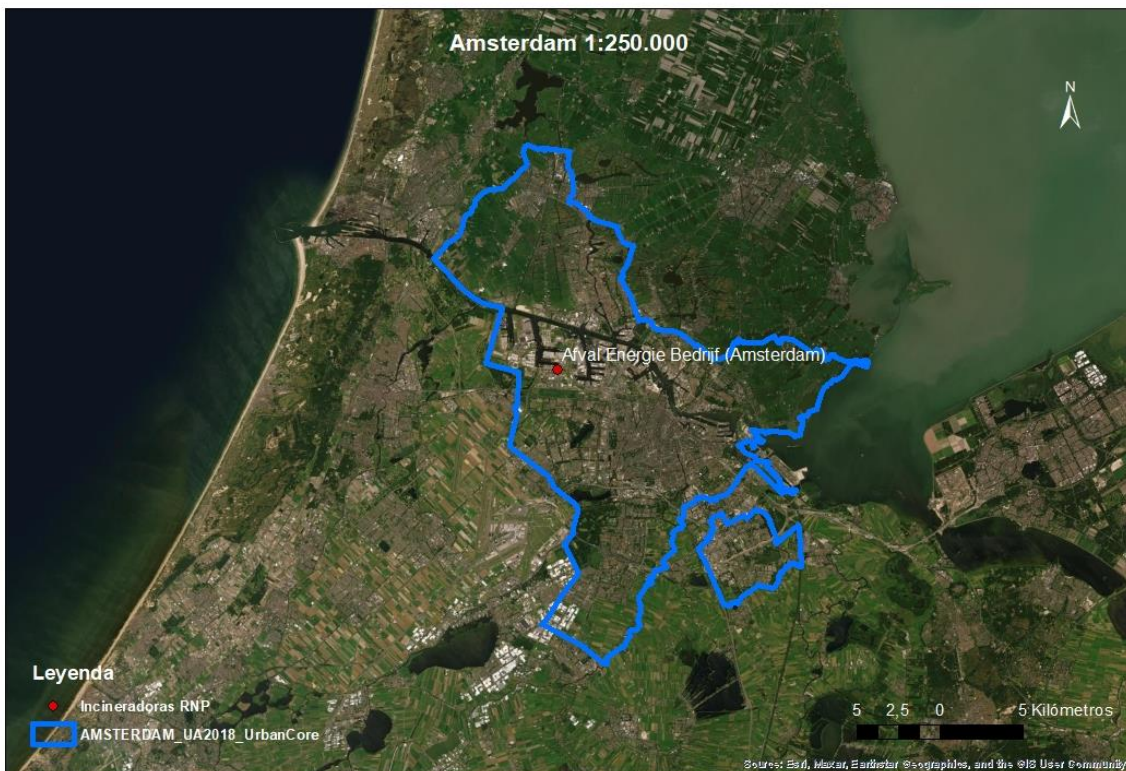 Amsterdam 1:250.000
N
Afval Energie Bedrijf (Amsterdam)
Leyenda
Incineradoras RNP
AMSTERDAM_UA2018_UrbanCore
5 2,5 0 5 Kilómetros
Source: Esri, Maxar, Earthstar Geographics, and the GIS User Community